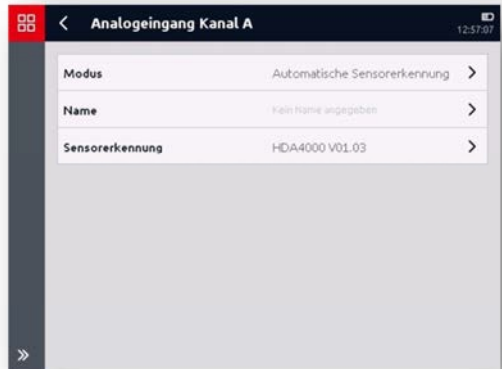 Analogeingang Kanal A
12:57:07
Modus Automatische Sensorerkennung
Name Kein Name angegeben
Sensorerkennung HDA4000 V01.03